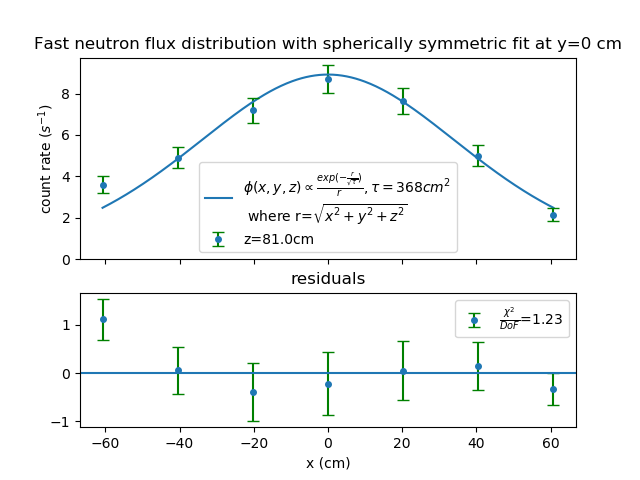 Fast neutron flux distribution with spherically symmetric fit at y=0 cm
count rate (s⁻¹)
8
6
4
2
0
ϕ(x, y, z) ∝ exp(−r/√τ)/r, τ = 368cm²
where r=√x² + y² + z²
z=81.0cm
residuals
1
0
−1
χ²/DoF=1.23
−60 −40 −20 0 20 40 60
x (cm)